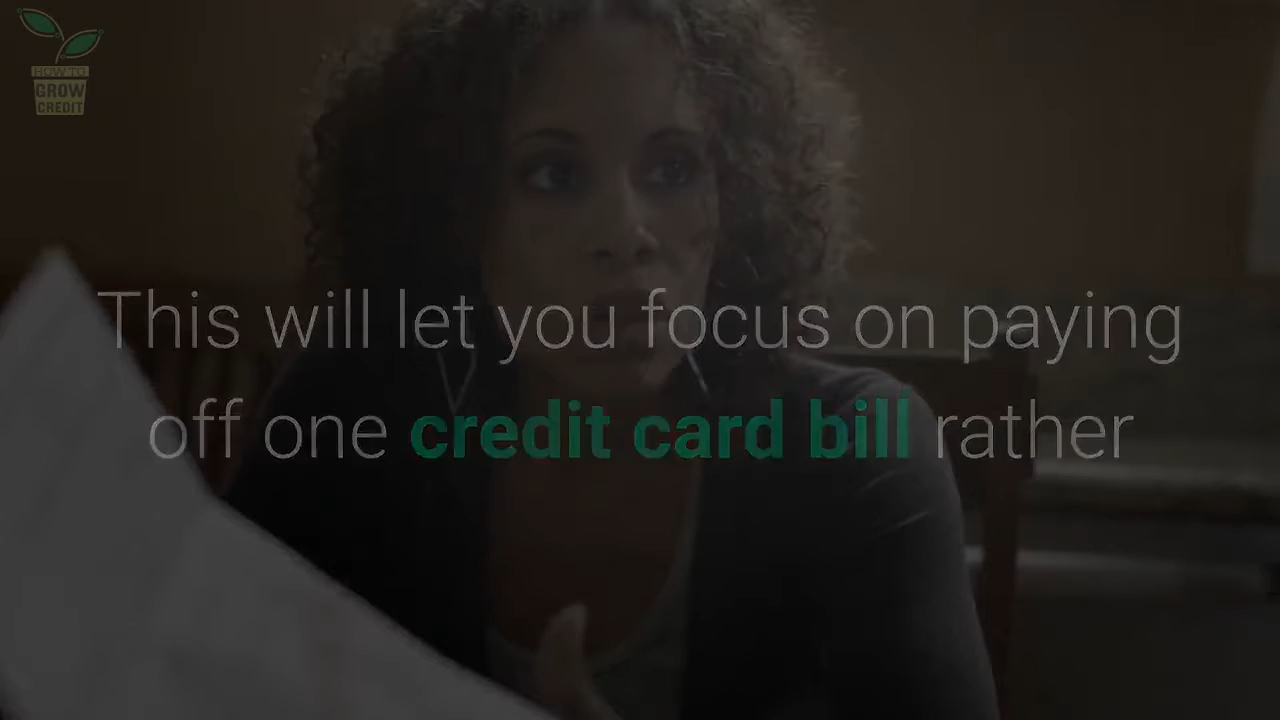 HOW TO
GROW
CREDIT
This will let you focus on paying
off one credit card bill rather